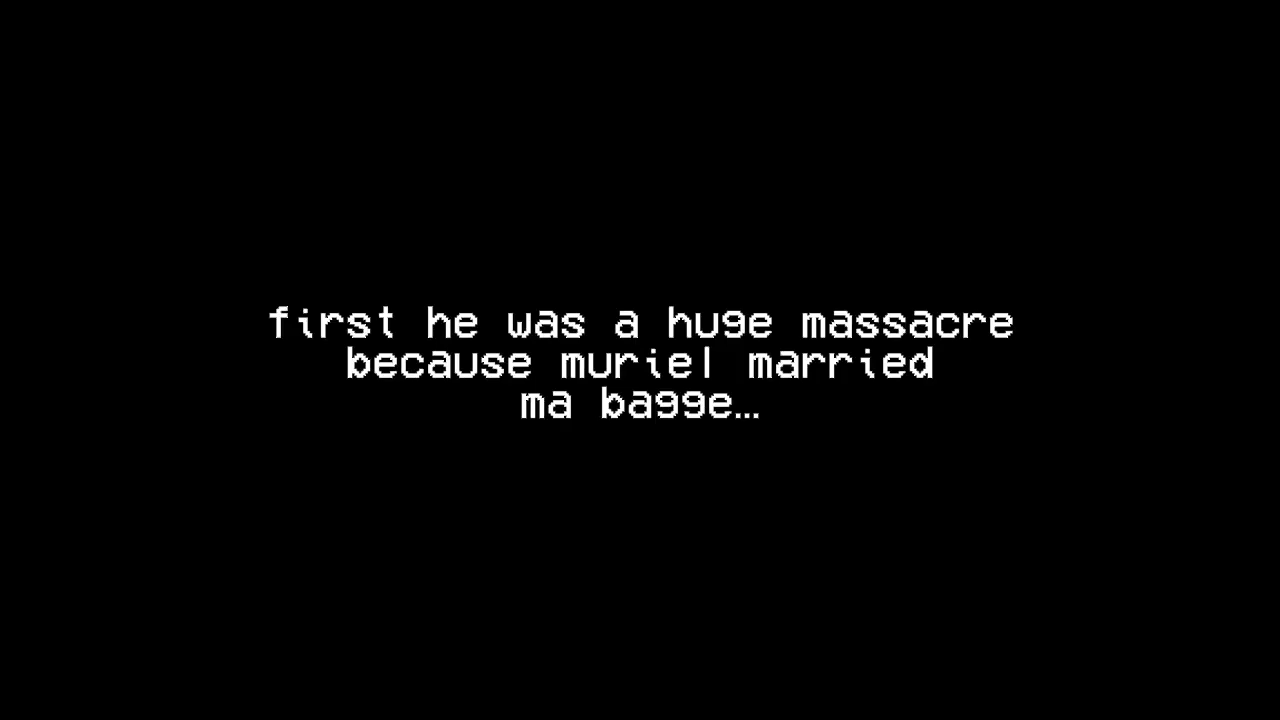 first he was a huge massacre
because muriel married
ma bagge…